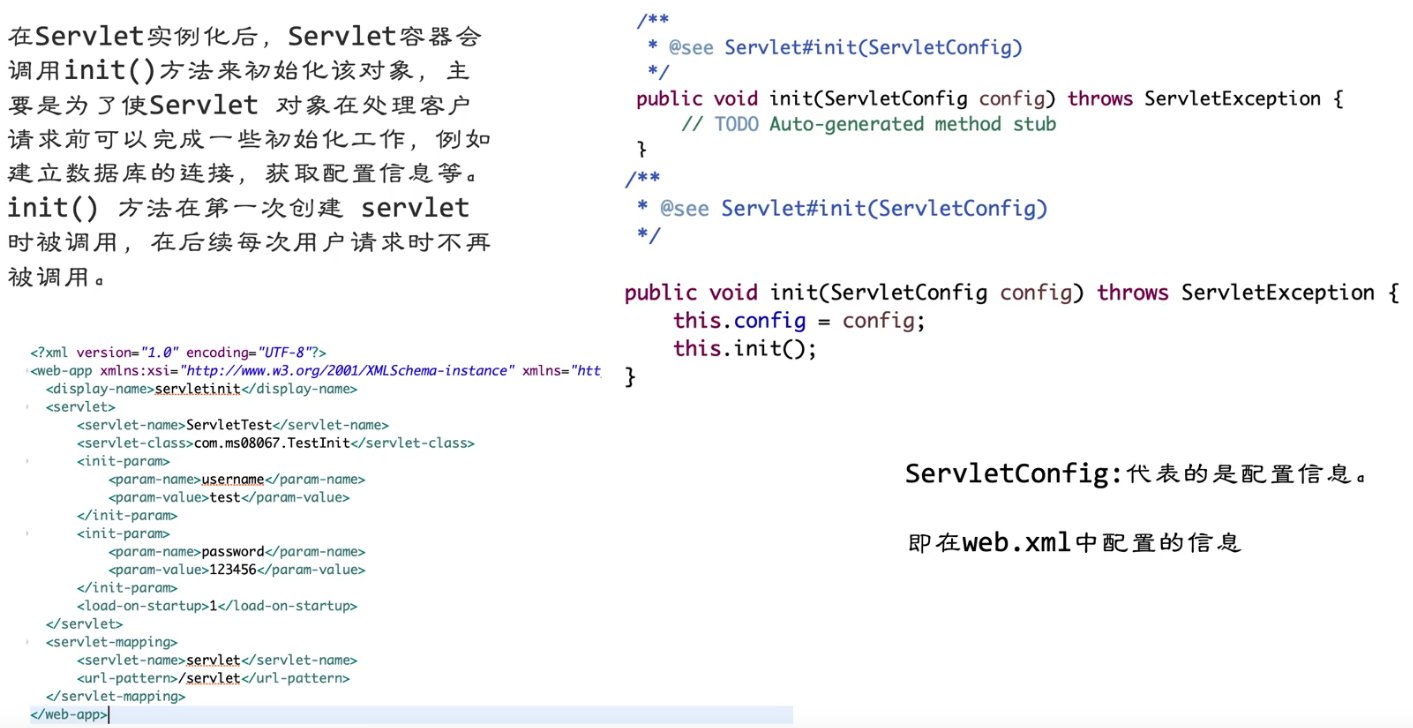 在Servlet实例化后，Servlet容器会
调用init()方法来初始化该对象，主
要是为了使Servlet 对象在处理客户
请求前可以完成一些初始化工作，例如
建立数据库的连接，获取配置信息等。
init() 方法在第一次创建 servlet
时被调用，在后续每次用户请求时不再
被调用。
<?xml version="1.0" encoding="UTF-8"?>
<web-app xmlns:xsi="http://www.w3.org/2001/XMLSchema-instance" xmlns="htt
<display-name>servletinit</display-name>
<servlet>
<servlet-name>ServletTest</servlet-name>
<servlet-class>com.ms08067.TestInit</servlet-class>
<init-param>
<param-name>username</param-name>
<param-value>test</param-value>
</init-param>
<init-param>
<param-name>password</param-name>
<param-value>123456</param-value>
</init-param>
<load-on-startup>1</load-on-startup>
</servlet>
<servlet-mapping>
<servlet-name>servlet</servlet-name>
<url-pattern>/servlet</url-pattern>
</servlet-mapping>
</web-app>
/**
* @see Servlet#init(ServletConfig)
*/
public void init(ServletConfig config) throws ServletException {
// TODO Auto-generated method stub
}
/**
* @see Servlet#init(ServletConfig)
*/
public void init(ServletConfig config) throws ServletException {
this.config = config;
this.init();
}
ServletConfig:代表的是配置信息。
即在web.xml中配置的信息